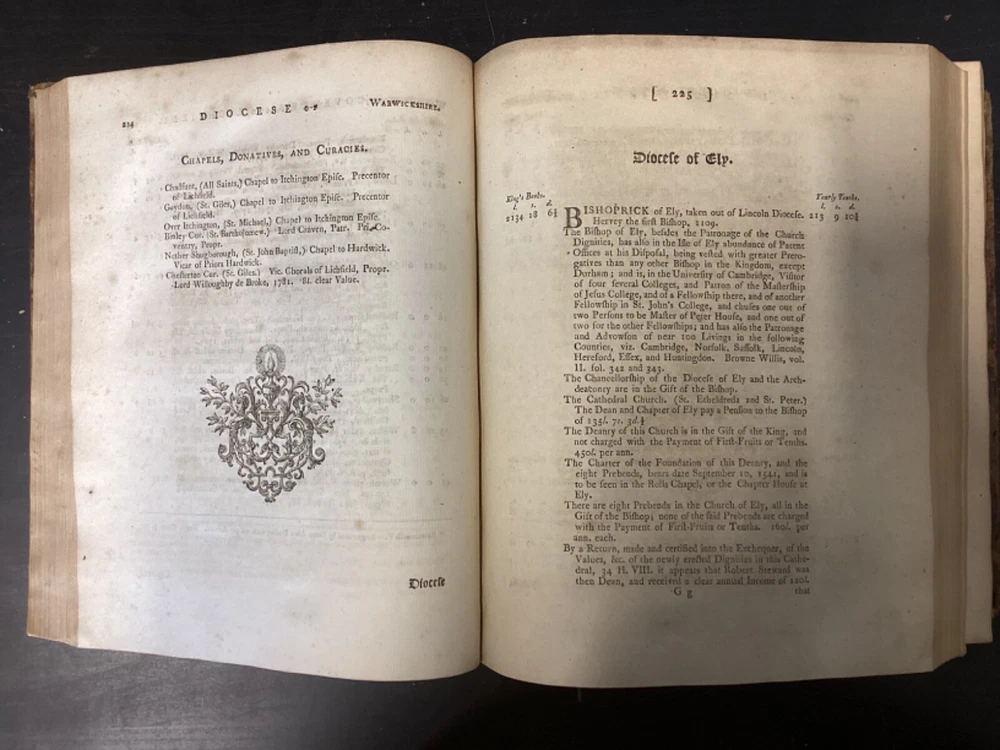 224
DIOCESE OF
WARWICKSHIRE.
CHAPELS, DONATIVES, AND CURACIES.
Chadſunt, (All Saints,) Chapel to Itchington Epiſc. Precentor
of Lichfield.
Gaydon, (St. Giles,) Chapel to Itchington Epiſc. Precentor
of Lichfield.
Over Itchington, (St. Michael,) Chapel to Itchington Epiſc.
Binley Cur. (St. Bartholomew.) Lord Craven, Patr. Pri. Co-
ventry, Propr.
Nether Shugborough, (St. John Baptiſt,) Chapel to Hardwick.
Vicar of Priors Hardwick.
Cheſterton Cur. (St. Giles.) Vic. Chorals of Lichfield, Propr.
Lord Willoughby de Broke, 1781. 8l. clear Value.
Dioceſe
[ 225 ]
Dioceſe of Ely.
King's Books.
l. s. d.
2134 18 6½
Yearly Tenths.
l. s. d.
213 9 10¼
BISHOPRICK of Ely, taken out of Lincoln Dioceſe.
Hervey the firſt Biſhop, 1109.
The Biſhop of Ely, beſides the Patronage of the Church
Dignities, has alſo in the Iſle of Ely abundance of Patent
Offices at his Diſpoſal, being veſted with greater Prero-
gatives than any other Biſhop in the Kingdom, except
Durham; and is, in the Univerſity of Cambridge, Viſitor
of four ſeveral Colleges, and Patron of the Maſterſhip
of Jeſus College, and of a Fellowſhip there, and of another
Fellowſhip in St. John's College, and chuſes one out of
two Perſons to be Maſter of Peter Houſe, and one out of
two for the other Fellowſhips; and has alſo the Patronage
and Advowſon of near 100 Livings in the following
Counties, viz. Cambridge, Norfolk, Suffolk, Lincoln,
Hereford, Eſſex, and Huntingdon. Browne Willis, vol.
II. fol. 342 and 343.
The Chancellorſhip of the Dioceſe of Ely and the Arch-
deaconry are in the Gift of the Biſhop.
The Cathedral Church. (St. Etheldreda and St. Peter.)
The Dean and Chapter of Ely pay a Penſion to the Biſhop
of 135l. 7s. 3d.½
The Deanry of this Church is in the Gift of the King, and
not charged with the Payment of Firſt-Fruits or Tenths.
450l. per ann.
The Charter of the Foundation of this Deanry, and the
eight Prebends, bears date September 10, 1541, and is
to be ſeen in the Rolls Chapel, or the Chapter Houſe at
Ely.
There are eight Prebends in the Church of Ely, all in the
Gift of the Biſhop; none of the ſaid Prebends are charged
with the Payment of Firſt-Fruits or Tenths. 160l. per
ann. each.
By a Return, made and certified into the Exchequer, of the
Values, &c. of the newly erected Dignities in this Cathe-
dral, 34 H. VIII. it appears that Robert Steward was
then Dean, and received a clear annual Income of 120l.
G g
that